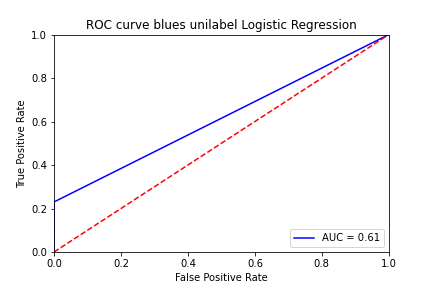 ROC curve blues unilabel Logistic Regression
True Positive Rate
1.0
0.8
0.6
0.4
0.2
0.0
AUC = 0.61
0.0 0.2 0.4 0.6 0.8 1.0
False Positive Rate